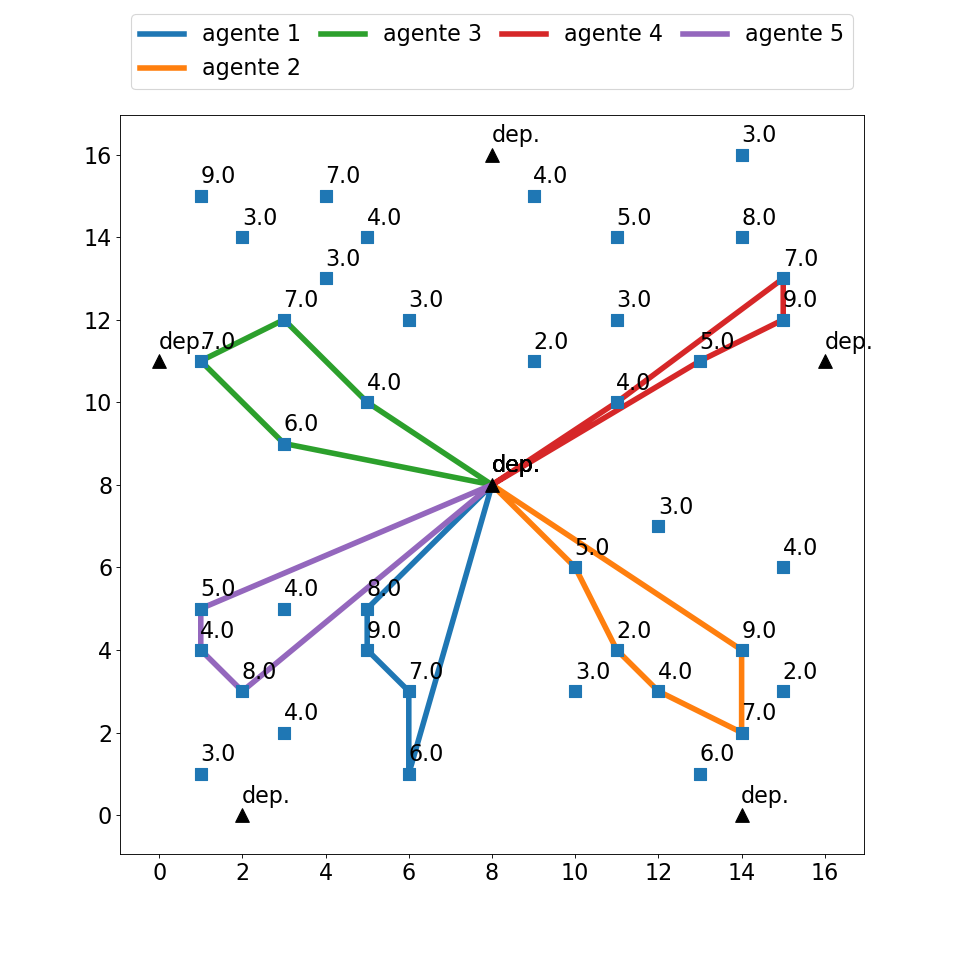 agente 1 agente 3 agente 4 agente 5
agente 2
dep. 3.0
16
9.0 7.0 4.0
3.0 4.0 5.0 8.0
14
3.0 7.0
7.0 3.0 3.0 9.0
12
dep. 7.0 2.0 5.0 dep.
4.0 4.0
10
6.0
dep. dep.
8
3.0
5.0 4.0
6
5.0 4.0 8.0
4.0 9.0 2.0 9.0
4
8.0 7.0 3.0 4.0 2.0
4.0 7.0
2
3.0 6.0 6.0
dep. dep.
0
0 2 4 6 8 10 12 14 16